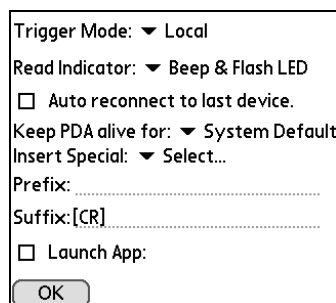 Trigger Mode: Local
Read Indicator: Beep & Flash LED
Auto reconnect to last device.
Keep PDA alive for: System Default
Insert Special: Select...
Prefix:
Suffix:[CR]
Launch App:
OK